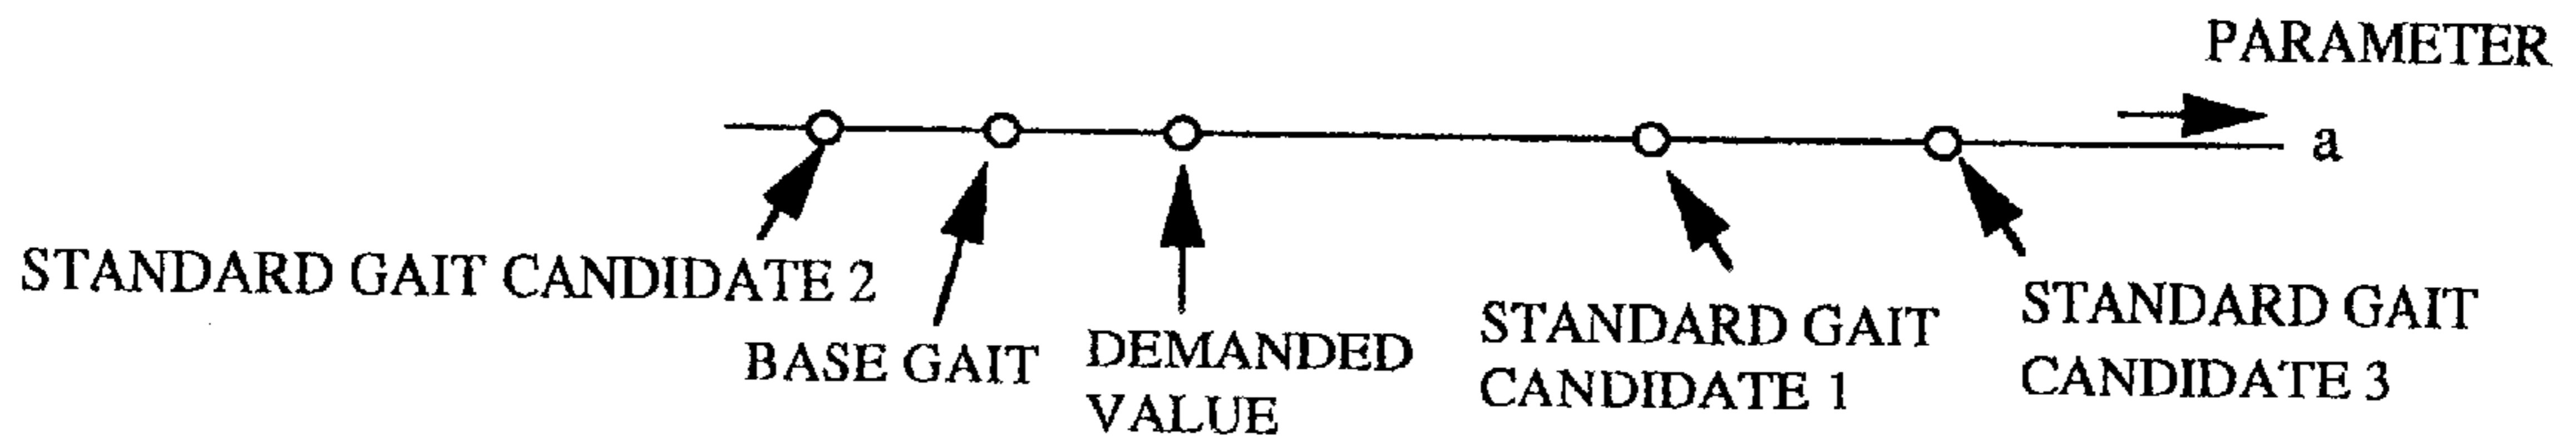 PARAMETER
a
STANDARD GAIT CANDIDATE 2
BASE GAIT
DEMANDED
VALUE
STANDARD GAIT
CANDIDATE 1
STANDARD GAIT
CANDIDATE 3